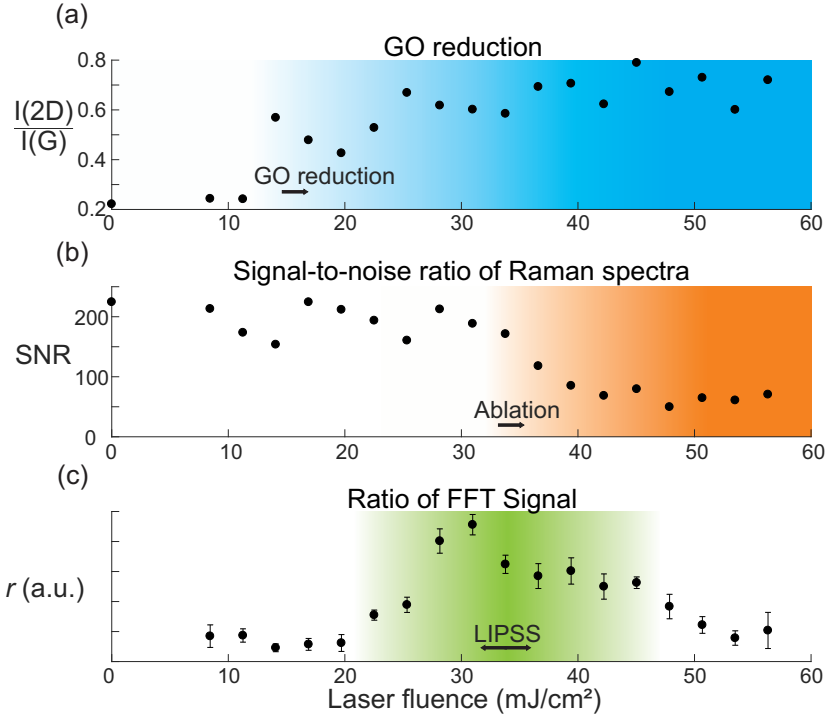 (a)
GO reduction
0.8
0.6
0.4
0.2
I(2D)
I(G)
GO reduction
0
10
20
30
40
50
60
(b)
Signal-to-noise ratio of Raman spectra
200
100
0
SNR
Ablation
0
10
20
30
40
50
60
(c)
Ratio of FFT Signal
r (a.u.)
LIPSS
0
10
20
30
40
50
60
Laser fluence (mJ/cm²)